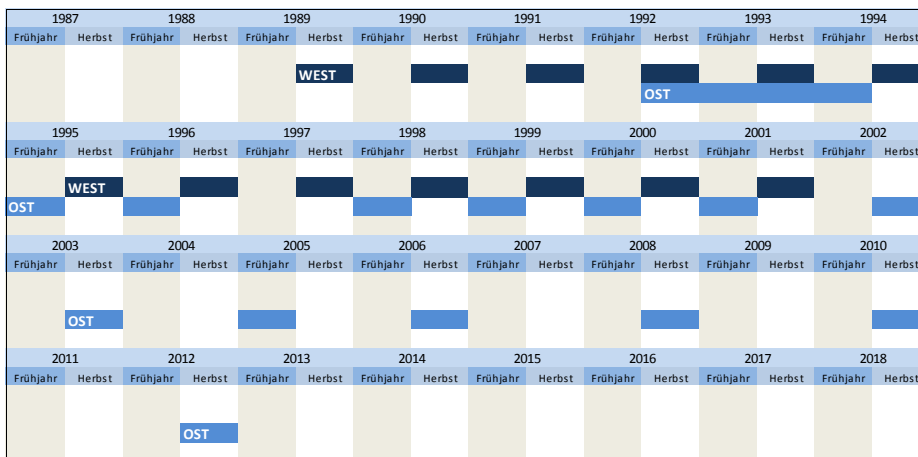 1987 1988 1989 1990 1991 1992 1993 1994
Frühjahr Herbst Frühjahr Herbst Frühjahr Herbst Frühjahr Herbst Frühjahr Herbst Frühjahr Herbst Frühjahr Herbst Frühjahr Herbst
WEST
OST
1995 1996 1997 1998 1999 2000 2001 2002
Frühjahr Herbst Frühjahr Herbst Frühjahr Herbst Frühjahr Herbst Frühjahr Herbst Frühjahr Herbst Frühjahr Herbst Frühjahr Herbst
WEST
OST
2003 2004 2005 2006 2007 2008 2009 2010
Frühjahr Herbst Frühjahr Herbst Frühjahr Herbst Frühjahr Herbst Frühjahr Herbst Frühjahr Herbst Frühjahr Herbst Frühjahr Herbst
OST
2011 2012 2013 2014 2015 2016 2017 2018
Frühjahr Herbst Frühjahr Herbst Frühjahr Herbst Frühjahr Herbst Frühjahr Herbst Frühjahr Herbst Frühjahr Herbst Frühjahr Herbst
OST